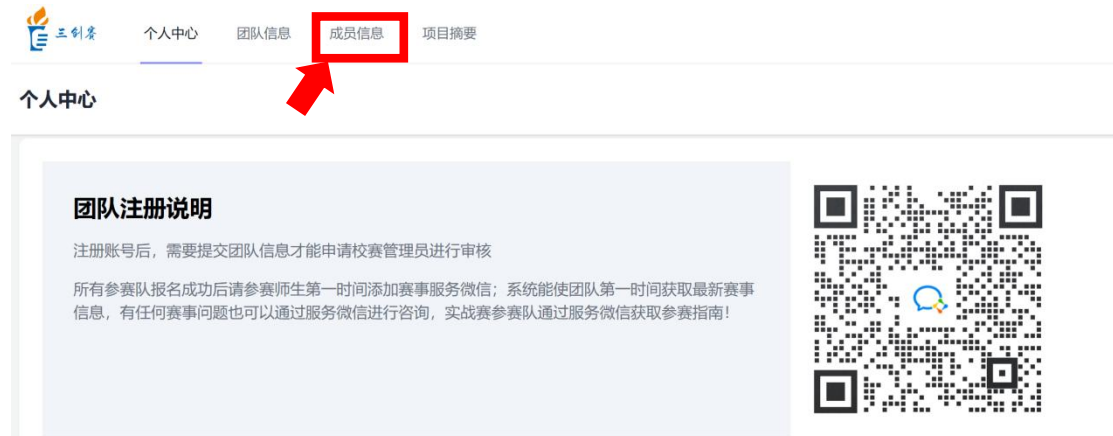 三创赛
个人中心 团队信息 成员信息 项目摘要
个人中心
团队注册说明
注册账号后，需要提交团队信息才能申请校赛管理员进行审核
所有参赛队报名成功后请参赛师生第一时间添加赛事服务微信；系统能使团队第一时间获取最新赛事
信息，有任何赛事问题也可以通过服务微信进行咨询，实战赛参赛队通过服务微信获取参赛指南！